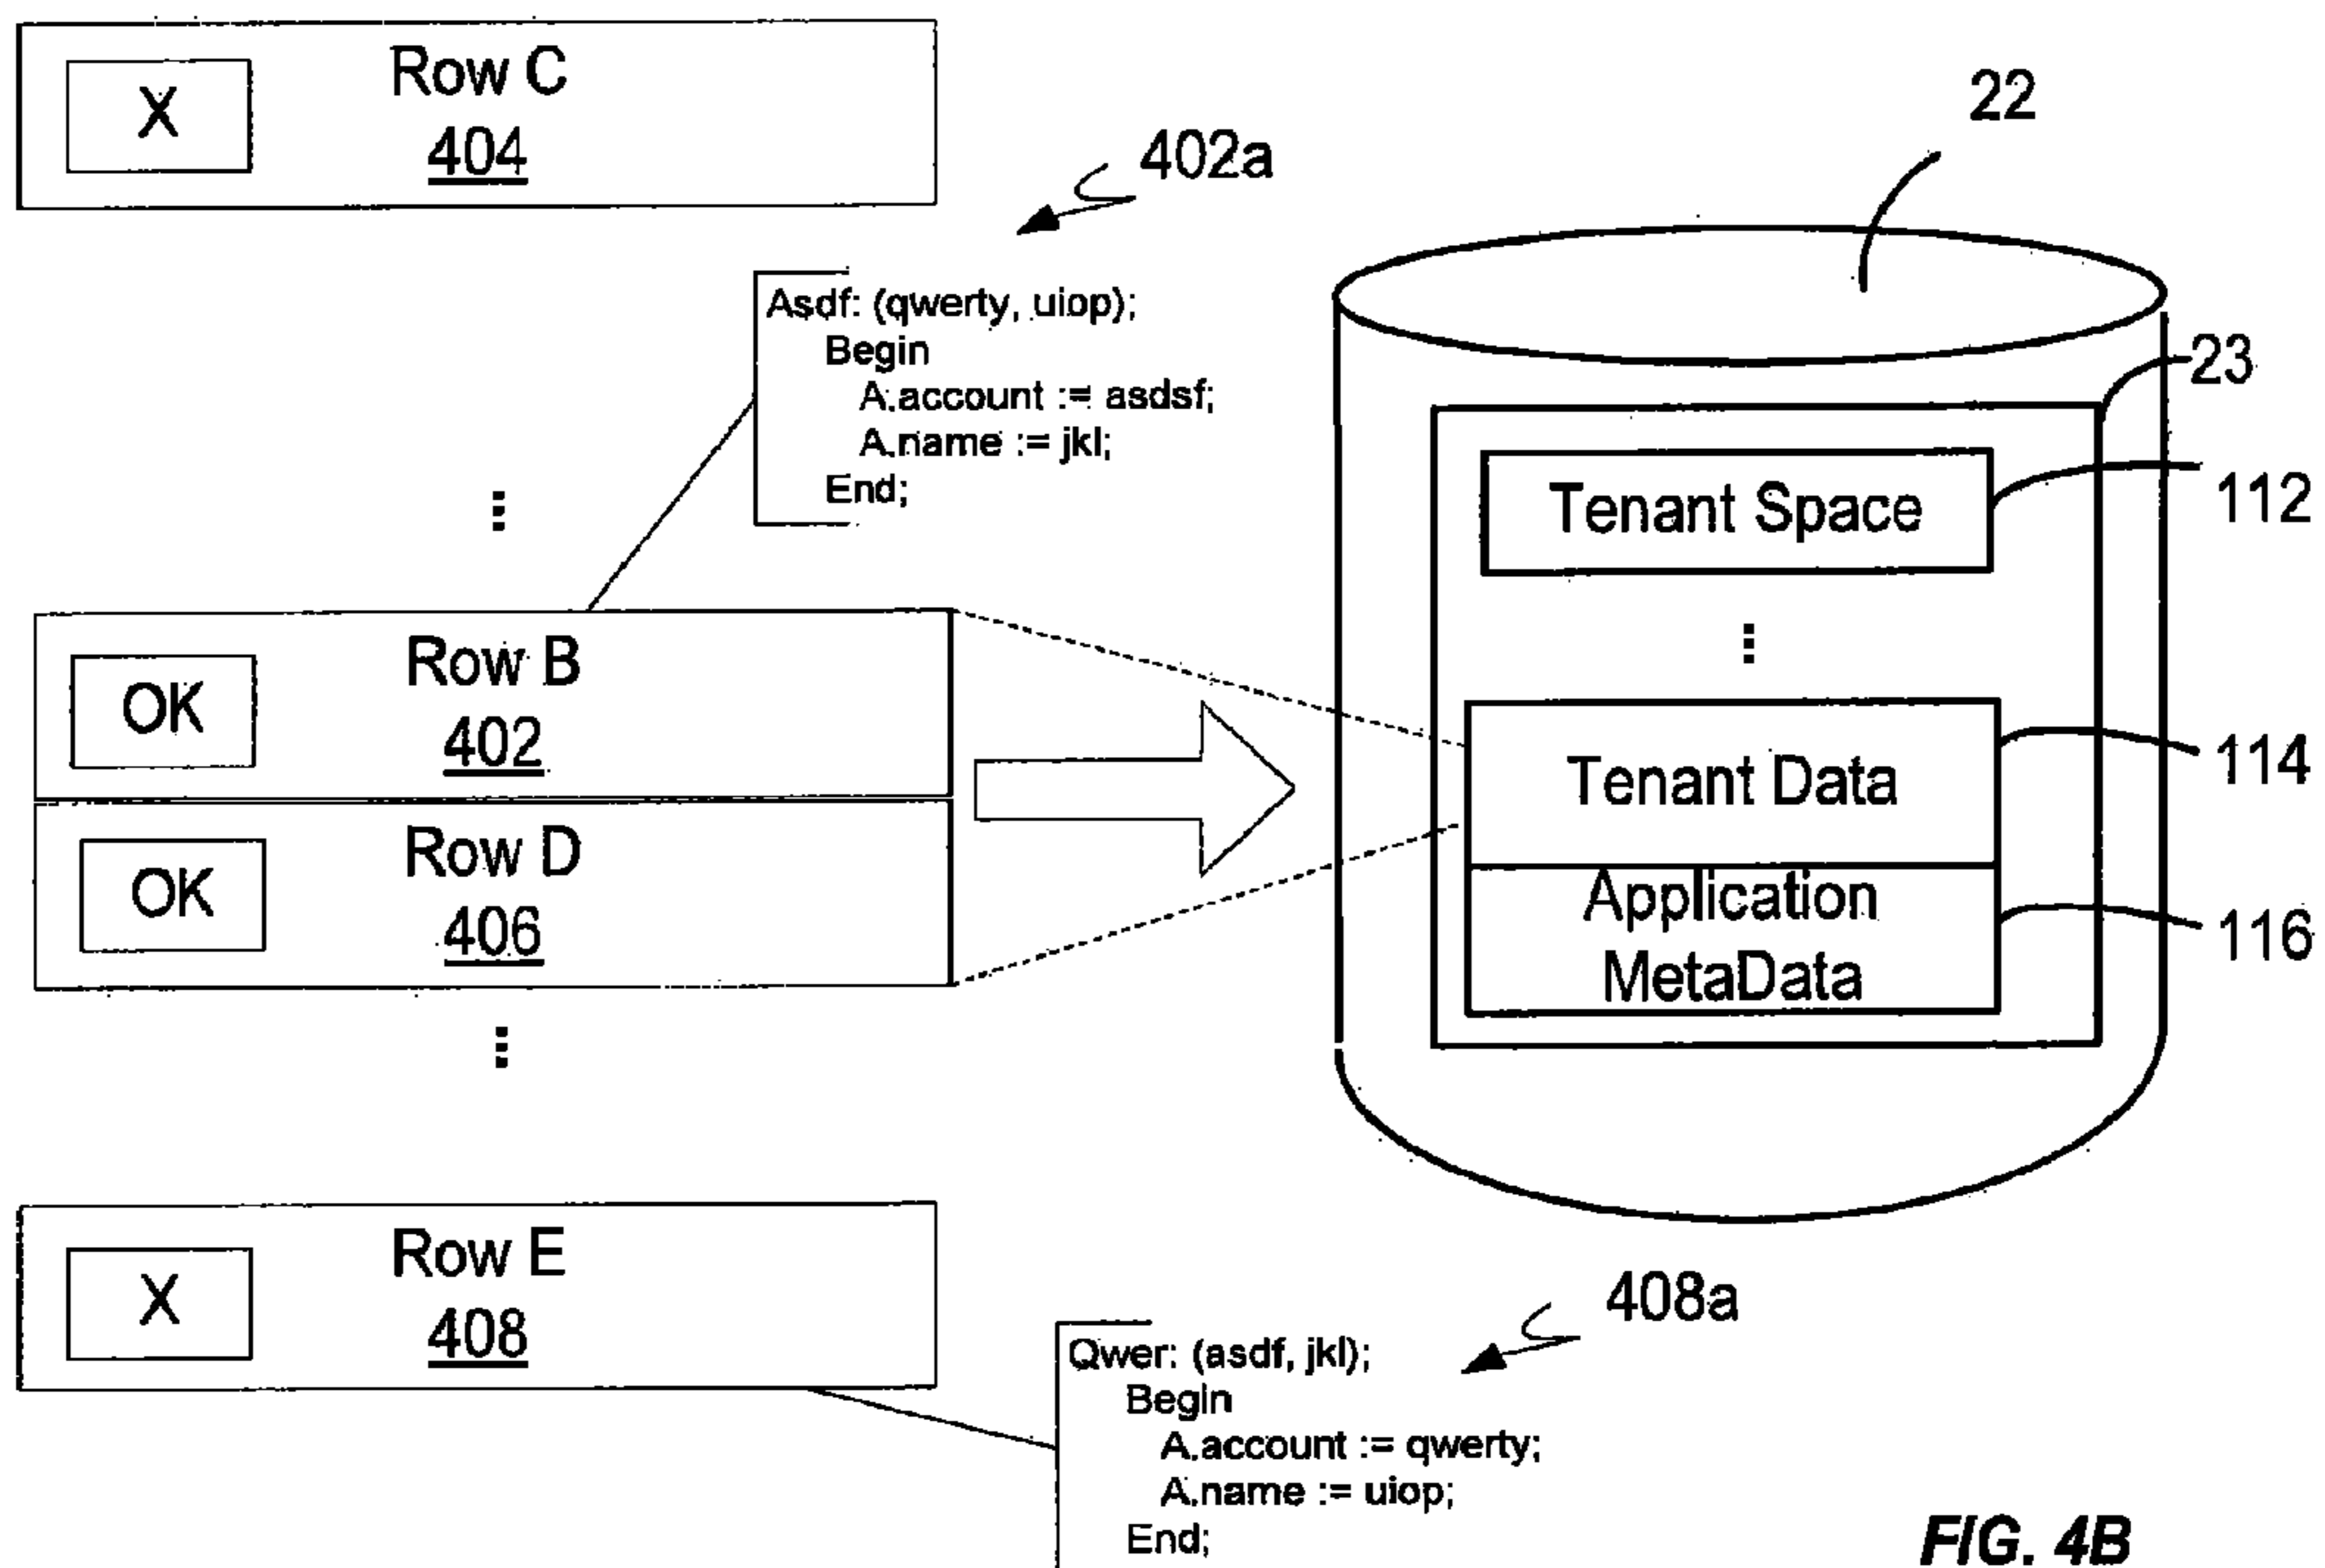 Row C
X
404
402a
22
Asdf: (qwerty, uiop);
Begin
A.account := asdsf;
A.name := jkl;
End;
23
Tenant Space
112
Row B
OK
402
Tenant Data
114
Row D
OK
406
Application
MetaData
116
Row E
X
408
408a
Qwer: (asdf, jkl);
Begin
A.account := qwerty;
A.name := uiop;
End;
FIG. 4B